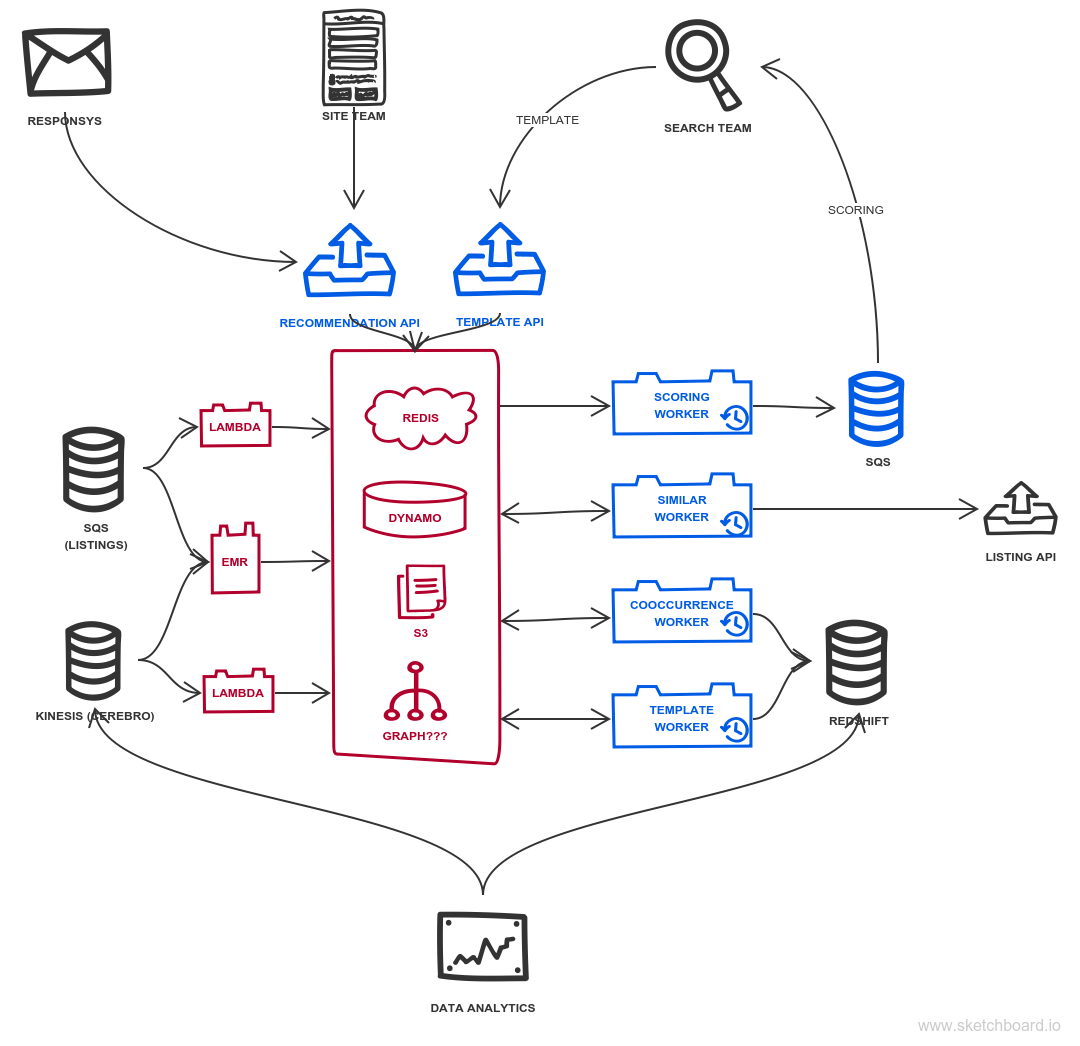 RESPONSYS
SITE TEAM
TEMPLATE
SEARCH TEAM
SCORING
RECOMMENDATION API
TEMPLATE API
LAMBDA
REDIS
SCORING
WORKER
SQS
SQS
(LISTINGS)
DYNAMO
SIMILAR
WORKER
LISTING API
EMR
S3
COOCCURRENCE
WORKER
LAMBDA
KINESIS (CEREBRO)
GRAPH???
TEMPLATE
WORKER
REDSHIFT
DATA ANALYTICS
www.sketchboard.io